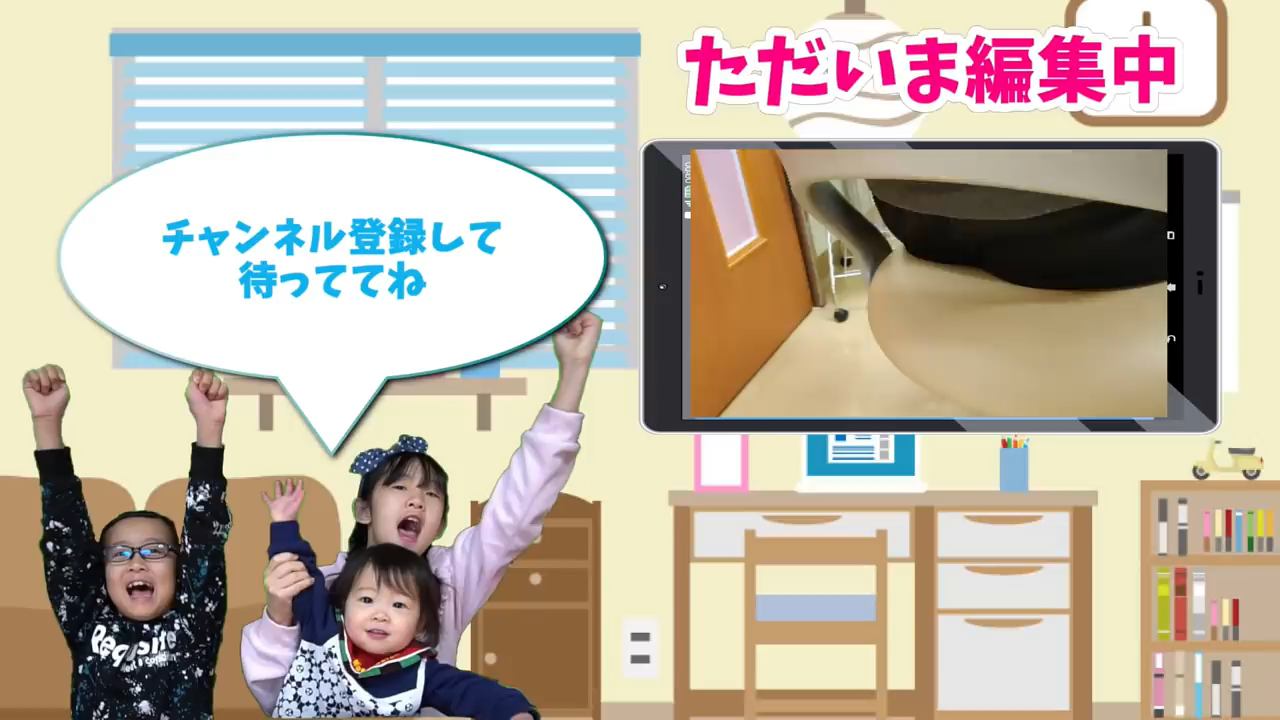 ただいま編集中
チャンネル登録して
待っててね
Requisite